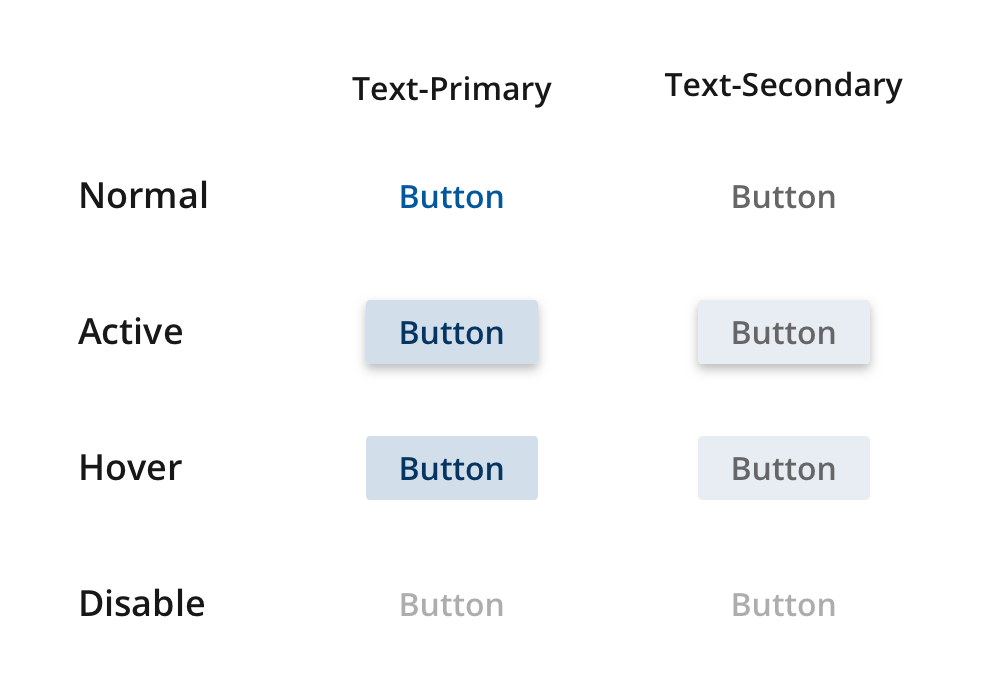 Text-Primary Text-Secondary
Normal Button Button
Active Button Button
Hover Button Button
Disable Button Button